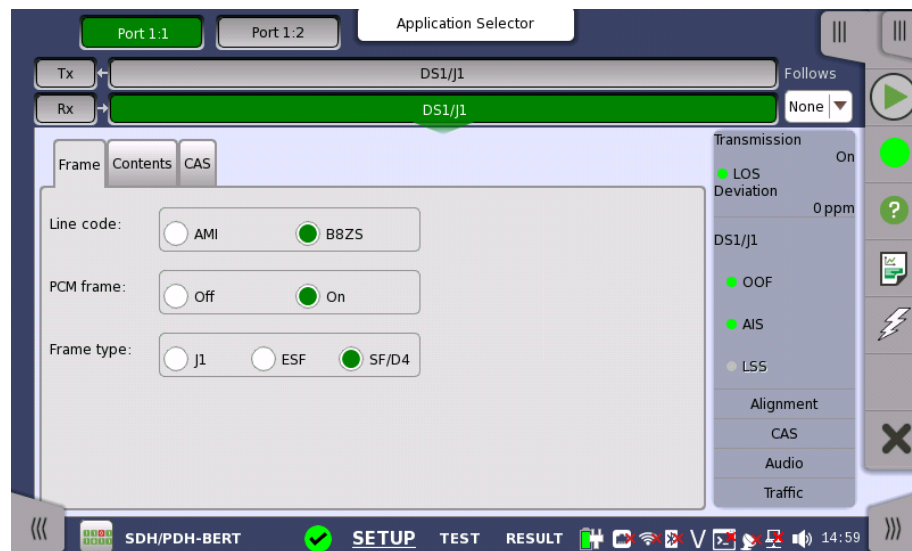 Application Selector
Port 1:1
Port 1:2
Tx
DS1/J1
Follows
Rx
DS1/J1
None
Frame
Contents
CAS
Line code:
AMI
B8ZS
PCM frame:
Off
On
Frame type:
J1
ESF
SF/D4
Transmission
On
LOS
Deviation
0 ppm
DS1/J1
OOF
AIS
LSS
Alignment
CAS
Audio
Traffic
SDH/PDH-BERT
SETUP
TEST
RESULT
V
14:59